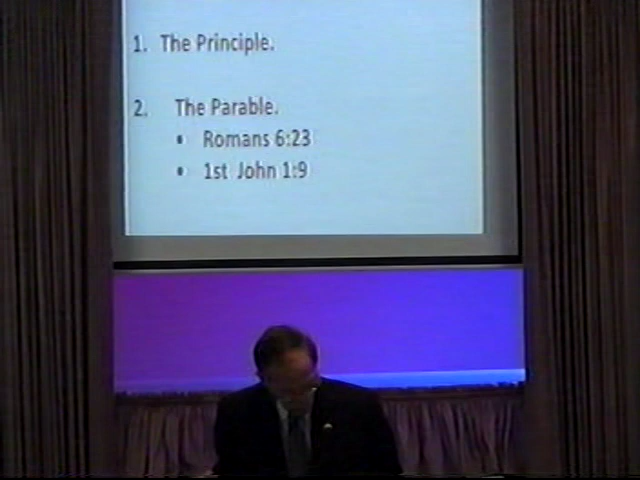 1. The Principle.
2. The Parable.
• Romans 6:23
• 1st John 1:9